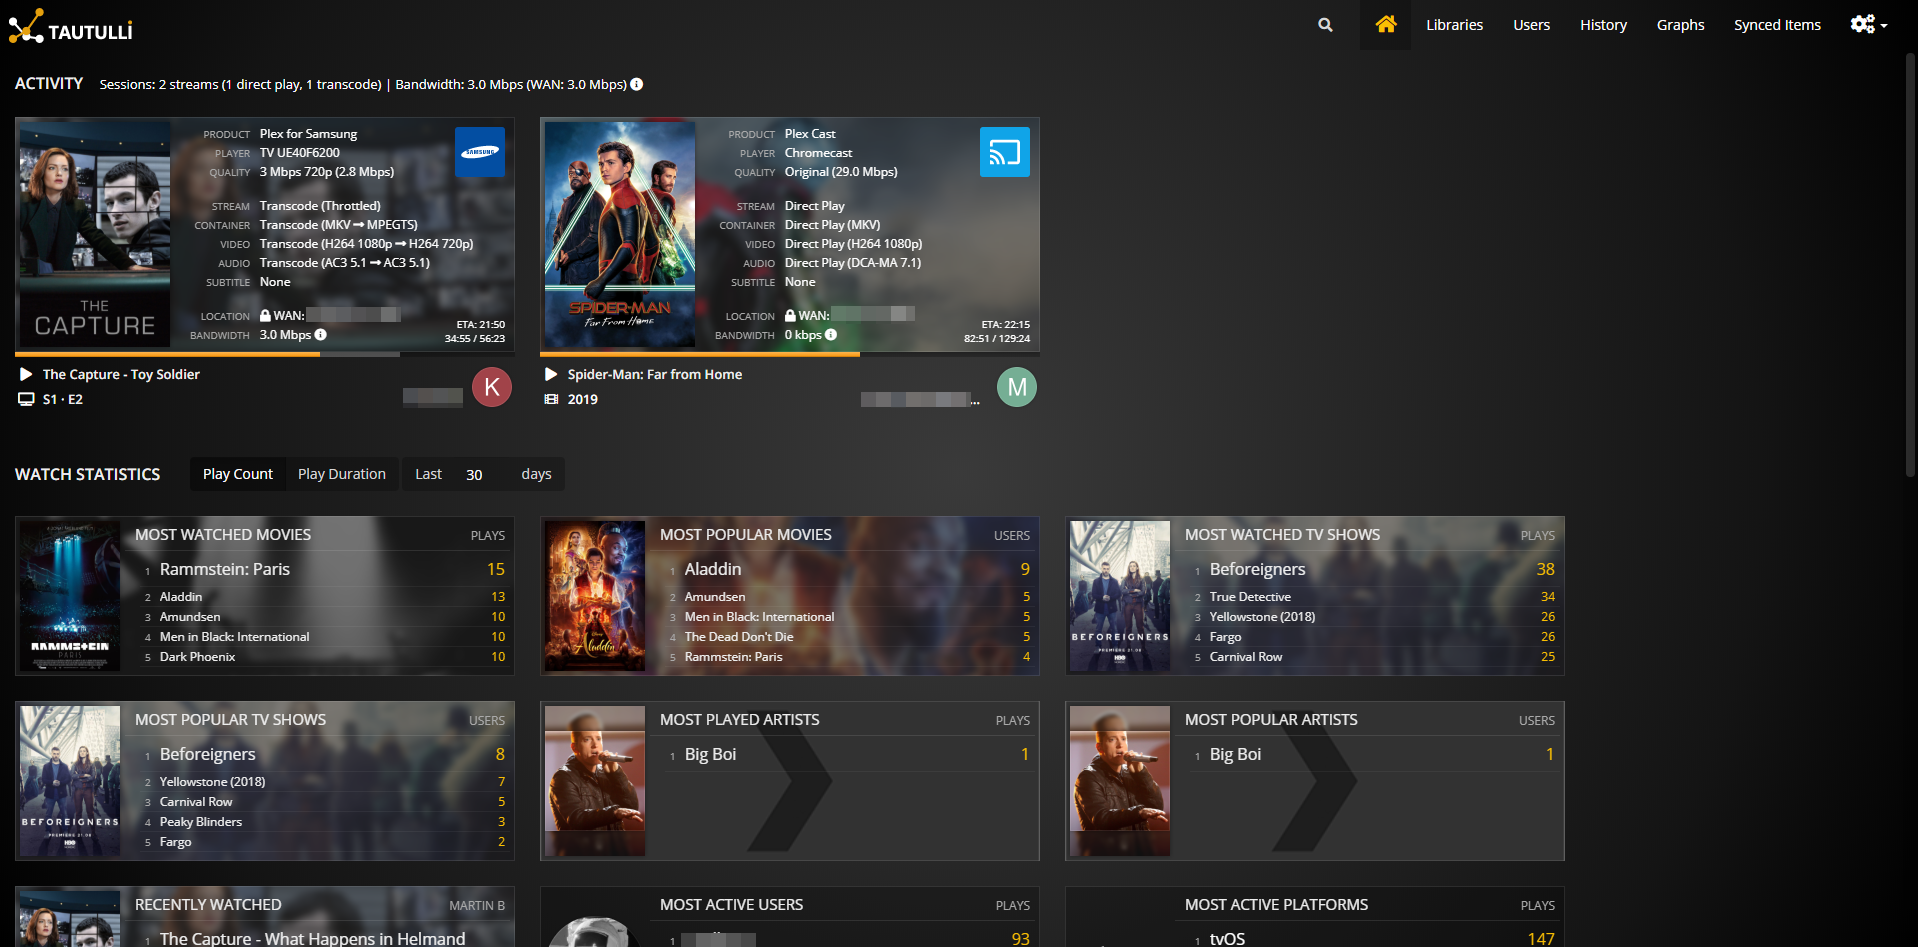 TAUTULLI
Libraries
Users
History
Graphs
Synced Items
ACTIVITY Sessions: 2 streams (1 direct play, 1 transcode) | Bandwidth: 3.0 Mbps (WAN: 3.0 Mbps)
THE
CAPTURE
PRODUCT Plex for Samsung
PLAYER TV UE40F6200
QUALITY 3 Mbps 720p (2.8 Mbps)
STREAM Transcode (Throttled)
CONTAINER Transcode (MKV → MPEGTS)
VIDEO Transcode (H264 1080p → H264 720p)
AUDIO Transcode (AC3 5.1 → AC3 5.1)
SUBTITLE None
LOCATION WAN:
BANDWIDTH 3.0 Mbps
SAMSUNG
ETA: 21:50
34:55 / 56:23
The Capture - Toy Soldier
S1 · E2
K
SPIDER-MAN
Far From Home
PRODUCT Plex Cast
PLAYER Chromecast
QUALITY Original (29.0 Mbps)
STREAM Direct Play
CONTAINER Direct Play (MKV)
VIDEO Direct Play (H264 1080p)
AUDIO Direct Play (DCA-MA 7.1)
SUBTITLE None
LOCATION WAN:
BANDWIDTH 0 kbps
ETA: 22:15
82:51 / 129:24
Spider-Man: Far from Home
2019
...
M
WATCH STATISTICS Play Count Play Duration Last 30 days
RAMMSTEIN
PARIS
MOST WATCHED MOVIES PLAYS
1 Rammstein: Paris 15
2 Aladdin 13
3 Amundsen 10
4 Men in Black: International 10
5 Dark Phoenix 10
Aladdin
MOST POPULAR MOVIES USERS
1 Aladdin 9
2 Amundsen 5
3 Men in Black: International 5
4 The Dead Don't Die 5
5 Rammstein: Paris 4
BEFOREIGNERS
PREMIERE 21.08
HBO
MOST WATCHED TV SHOWS PLAYS
1 Beforeigners 38
2 True Detective 34
3 Yellowstone (2018) 26
4 Fargo 26
5 Carnival Row 25
BEFOREIGNERS
PREMIERE 21.08
HBO
MOST POPULAR TV SHOWS USERS
1 Beforeigners 8
2 Yellowstone (2018) 7
3 Carnival Row 5
4 Peaky Blinders 3
5 Fargo 2
MOST PLAYED ARTISTS PLAYS
1 Big Boi 1
MOST POPULAR ARTISTS USERS
1 Big Boi 1
RECENTLY WATCHED MARTIN B
1 The Capture - What Happens in Helmand
MOST ACTIVE USERS PLAYS
1 93
MOST ACTIVE PLATFORMS PLAYS
1 tvOS 147